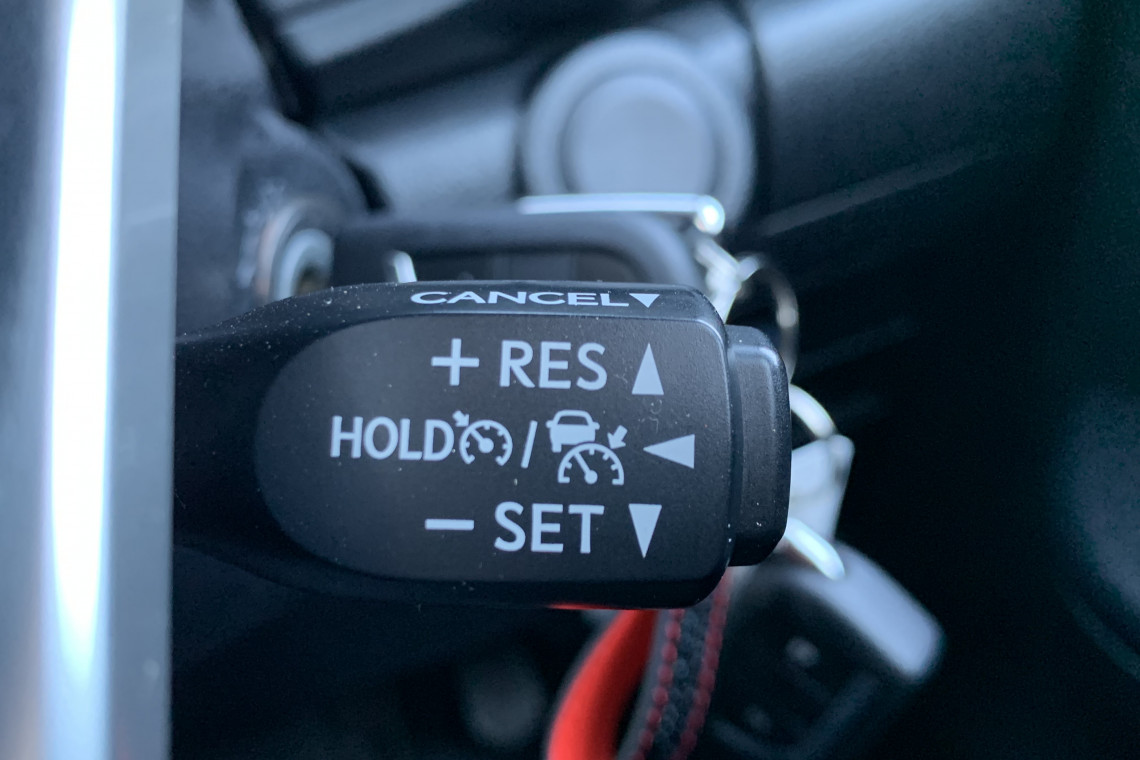 CANCEL▼
+ RES ▲
HOLD / ◀
− SET ▼